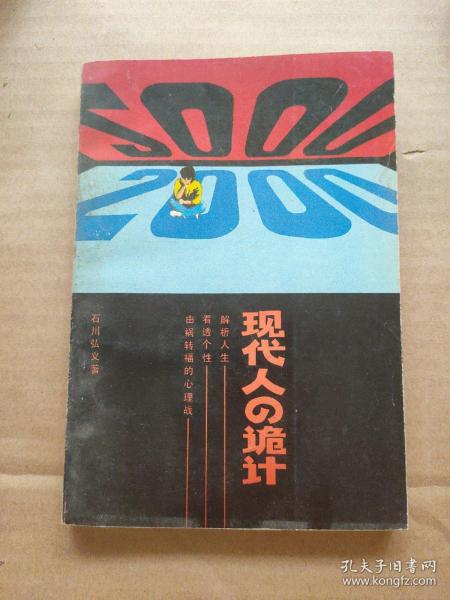 2000
2000
现代人の诡计
解析人生
看透个性
由祸转福的心理战
石川弘义著
孔夫子旧书网
www.kongfz.com